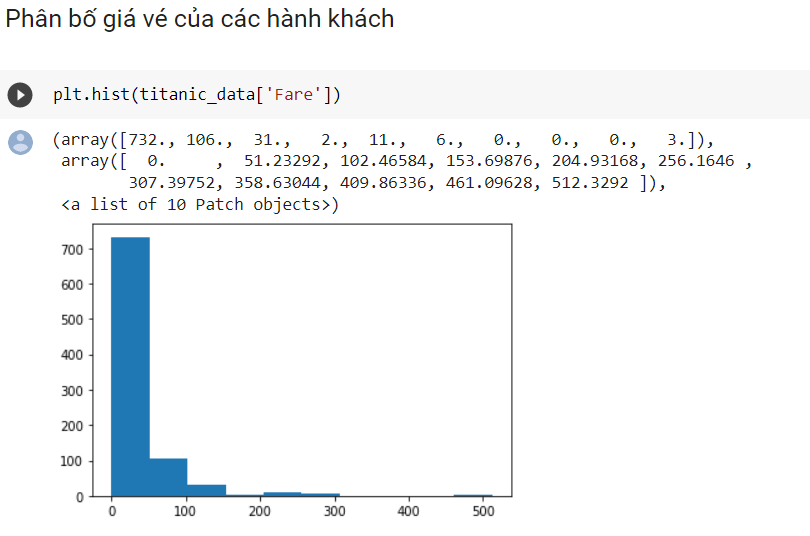 Phân bố giá vé của các hành khách
plt.hist(titanic_data['Fare'])
(array([732., 106., 31., 2., 11., 6., 0., 0., 0., 3.]),
array([ 0. , 51.23292, 102.46584, 153.69876, 204.93168, 256.1646 ,
307.39752, 358.63044, 409.86336, 461.09628, 512.3292 ]),
<a list of 10 Patch objects>)
700
600
500
400
300
200
100
0
0 100 200 300 400 500